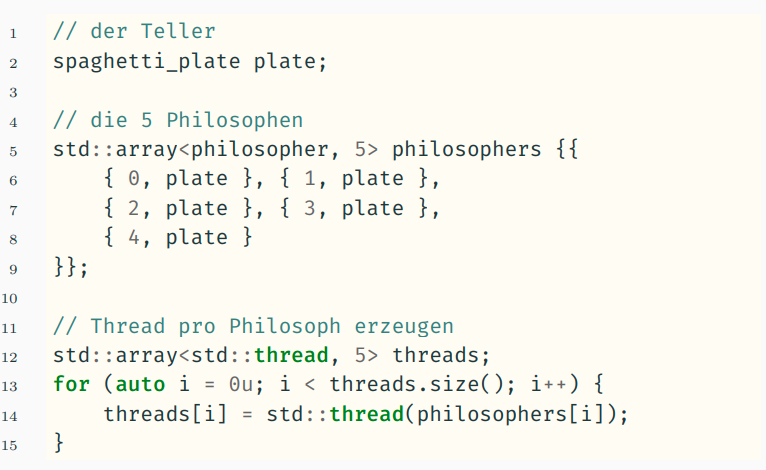 1 // der Teller
2 spaghetti_plate plate;
3
4 // die 5 Philosophen
5 std::array<philosopher, 5> philosophers {{
6 { 0, plate }, { 1, plate },
7 { 2, plate }, { 3, plate },
8 { 4, plate }
9 }};
10
11 // Thread pro Philosoph erzeugen
12 std::array<std::thread, 5> threads;
13 for (auto i = 0u; i < threads.size(); i++) {
14 threads[i] = std::thread(philosophers[i]);
15 }